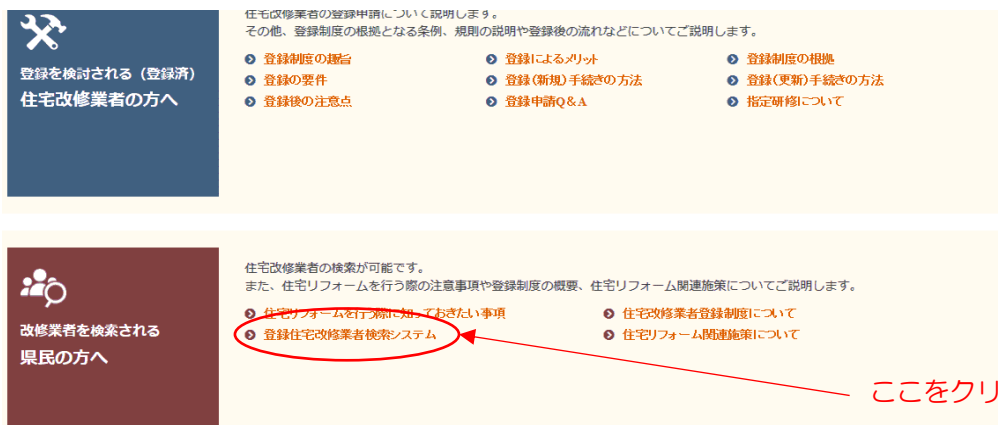 住宅改修業者の登録申請について説明します。
その他、登録制度の根拠となる条例、規則の説明や登録後の流れなどについてご説明します。
登録を検討される（登録済）
住宅改修業者の方へ
登録制度の趣旨
登録によるメリット
登録制度の根拠
登録の要件
登録(新規)手続きの方法
登録(更新)手続きの方法
登録後の注意点
登録申請Q&A
指定研修について
住宅改修業者の検索が可能です。
また、住宅リフォームを行う際の注意事項や登録制度の概要、住宅リフォーム関連施策についてご説明します。
改修業者を検索される
県民の方へ
住宅リフォームを行う際に知っておきたい事項
住宅改修業者登録制度について
登録住宅改修業者検索システム
住宅リフォーム関連施策について
ここをクリ